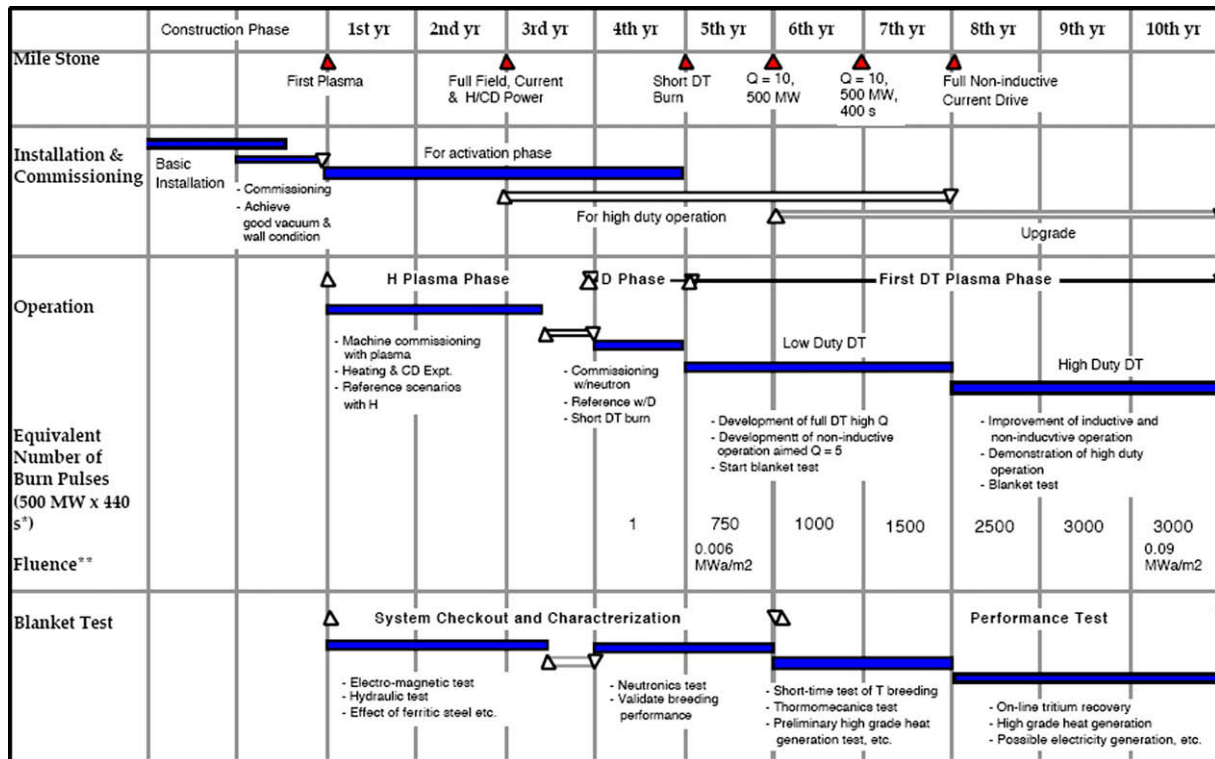 Construction Phase 1st yr 2nd yr 3rd yr 4th yr 5th yr 6th yr 7th yr 8th yr 9th yr 10th yr
Mile Stone
First Plasma
Full Field, Current
& H/CD Power
Short DT
Burn
Q = 10,
500 MW
Q = 10,
500 MW,
400 s
Full Non-inductive
Current Drive
Installation &
Commissioning
Basic
Installation
- Commissioning
- Achieve
good vacuum &
wall condition
For activation phase
For high duty operation
Upgrade
Operation
H Plasma Phase
D Phase
First DT Plasma Phase
- Machine commissioning
with plasma
- Heating & CD Expt.
- Reference scenarios
with H
- Commissioning
w/neutron
- Reference w/D
- Short DT burn
Low Duty DT
- Development of full DT high Q
- Developmentt of non-inductive
operation aimed Q = 5
- Start blanket test
High Duty DT
- Improvement of inductive and
non-inducvtive operation
- Demonstration of high duty
operation
- Blanket test
Equivalent
Number of
Burn Pulses
(500 MW x 440
s*)
1 750 1000 1500 2500 3000 3000
Fluence**
0.006
MWa/m2
0.09
MWa/m2
Blanket Test
System Checkout and Charactrerization
Performance Test
- Electro-magnetic test
- Hydraulic test
- Effect of ferritic steel etc.
- Neutronics test
- Validate breeding
performance
- Short-time test of T breeding
- Thormomecanics test
- Preliminary high grade heat
generation test, etc.
- On-line tritium recovery
- High grade heat generation
- Possible electricity generation, etc.